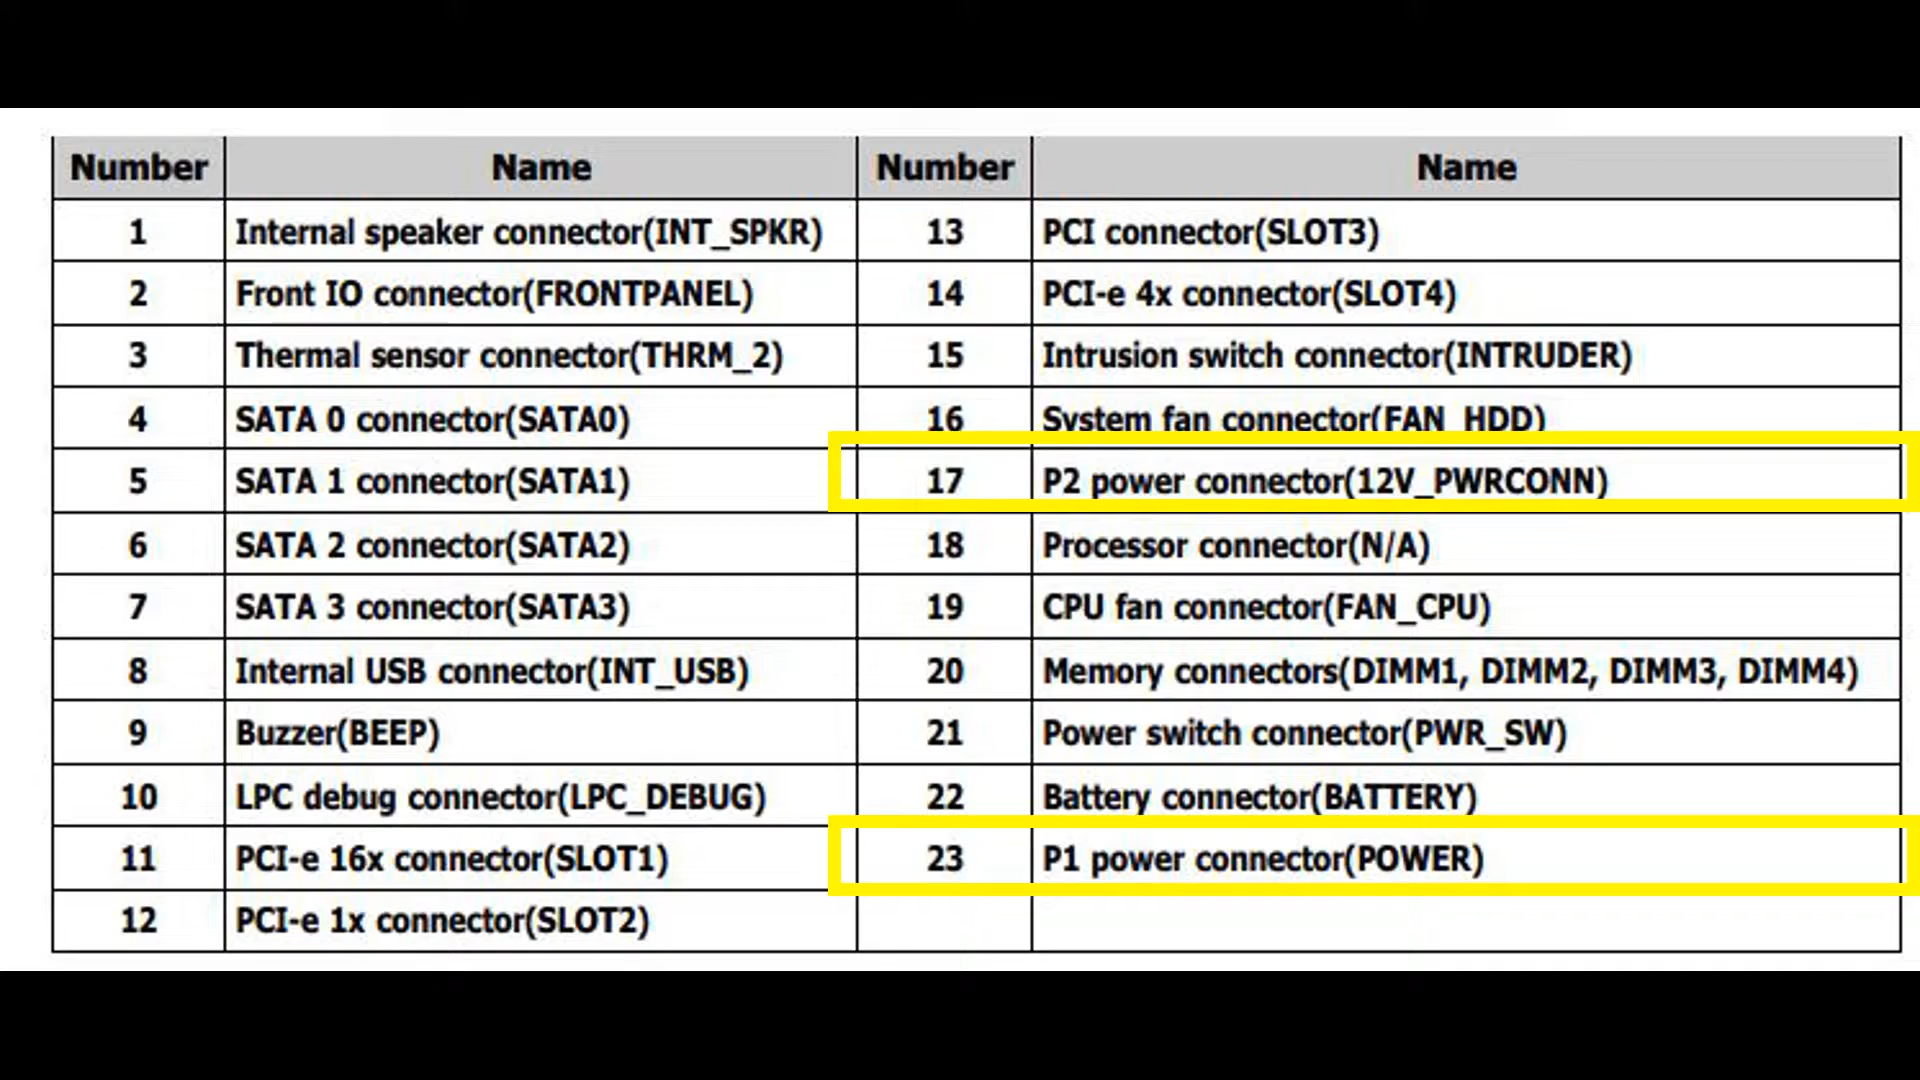 Number Name Number Name
1 Internal speaker connector(INT_SPKR) 13 PCI connector(SLOT3)
2 Front IO connector(FRONTPANEL) 14 PCI-e 4x connector(SLOT4)
3 Thermal sensor connector(THRM_2) 15 Intrusion switch connector(INTRUDER)
4 SATA 0 connector(SATA0) 16 System fan connector(FAN_HDD)
5 SATA 1 connector(SATA1) 17 P2 power connector(12V_PWRCONN)
6 SATA 2 connector(SATA2) 18 Processor connector(N/A)
7 SATA 3 connector(SATA3) 19 CPU fan connector(FAN_CPU)
8 Internal USB connector(INT_USB) 20 Memory connectors(DIMM1, DIMM2, DIMM3, DIMM4)
9 Buzzer(BEEP) 21 Power switch connector(PWR_SW)
10 LPC debug connector(LPC_DEBUG) 22 Battery connector(BATTERY)
11 PCI-e 16x connector(SLOT1) 23 P1 power connector(POWER)
12 PCI-e 1x connector(SLOT2)